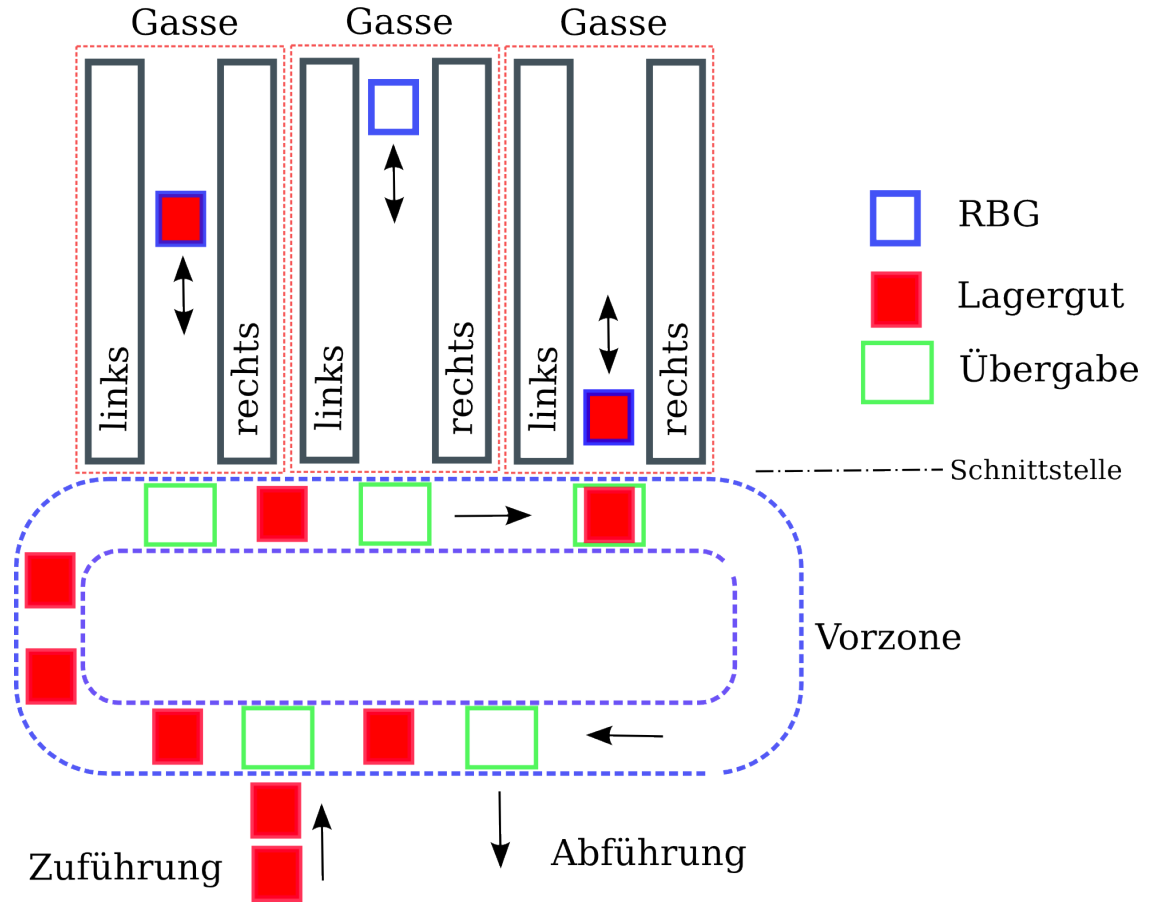 Gasse
Gasse
Gasse
links
rechts
links
rechts
links
rechts
RBG
Lagergut
Übergabe
Schnittstelle
Vorzone
Zuführung
Abführung